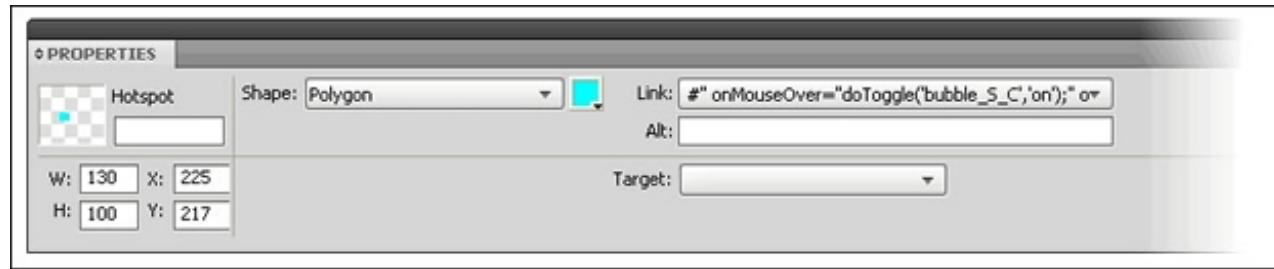 PROPERTIES
Hotspot
Shape: Polygon
Link: #" onMouseOver="doToggle('bubble_S_C','on');" o
Alt:
W: 130 X: 225
Target:
H: 100 Y: 217